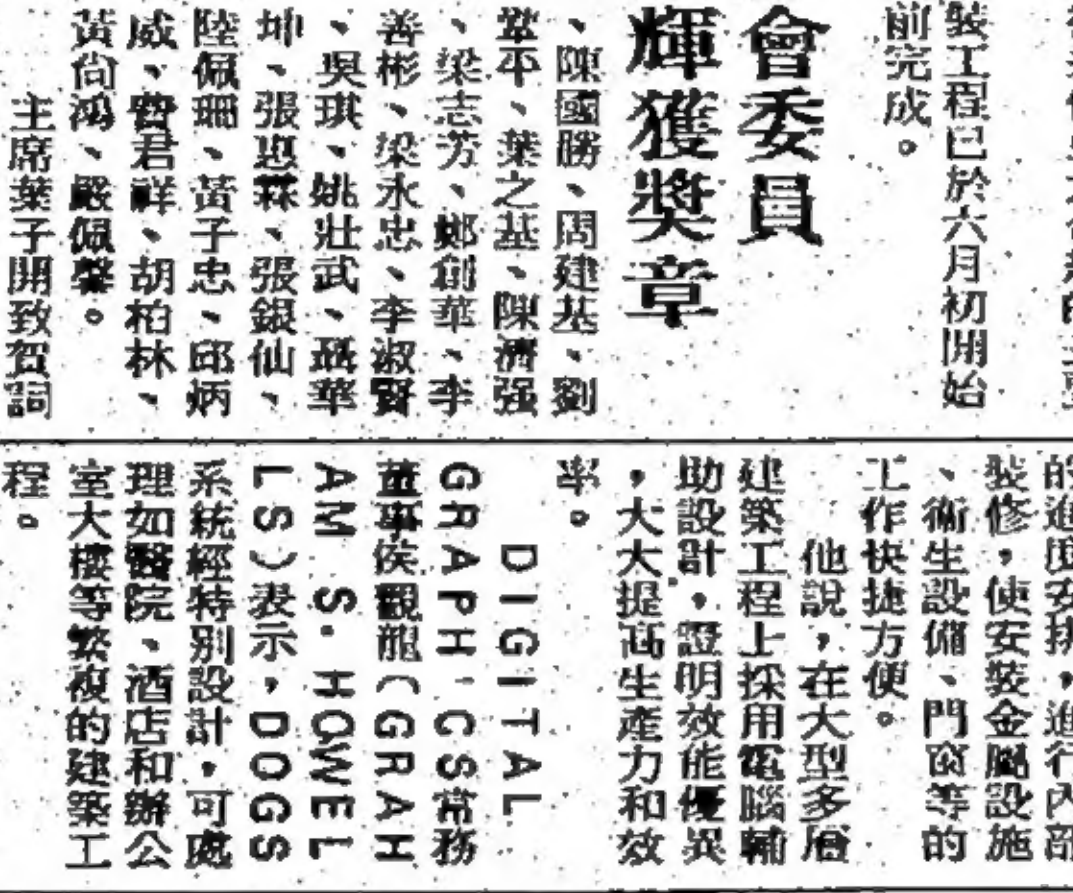 裝工程已於六月初開始
前完成。
會委員
輝獲獎章
、陳國勝、周建基、劉
平、葉之基、陳濟强
、梁志芳、鄭創華、李
善彬、梁永忠、李淑賢
、吳琪、姚壯武、聶華
坤、張惠霖、張銀仙、
陸佩珊、黃子忠、邱炳
威、君祥、胡柏林、
黃尙鴻、嚴佩馨。
主席葉子開致賀詞
的進度安排，進行內部
裝修，使安裝金屬設施
、衞生設備、門窗等的
工作快捷方便。
他說，在大型多層
建築工程上採用電腦輔
助設計，證明效能優異
，大大提高生產力和效
率。
DIGITAL
GRAPHICS常務
董事侯觀龍（GRAH
AM S. HOWEL
LS）表示，DOGS
系統經特別設計，可處
理如醫院、酒店和辦公
室大樓等繁複的建築工
程。